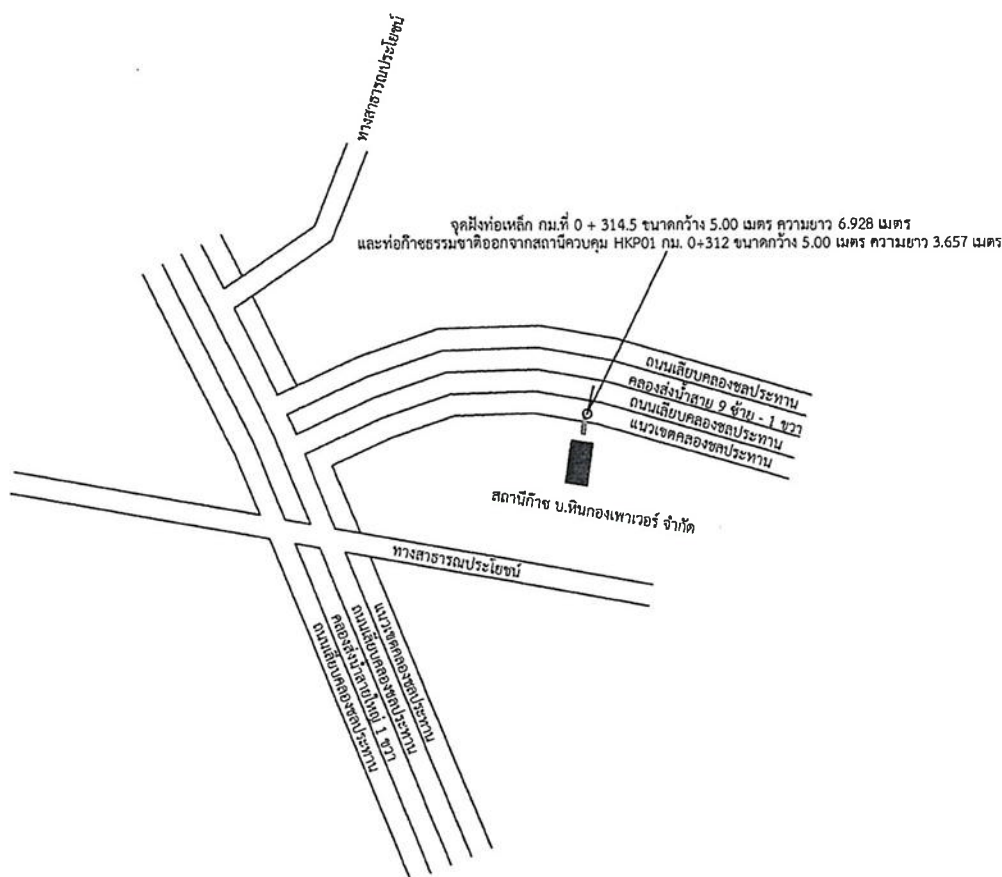 ทางสาธารณประโยชน์
จุดฝังท่อเหล็ก กม.ที่ 0 + 314.5 ขนาดกว้าง 5.00 เมตร ความยาว 6.928 เมตร
และท่อก๊าซธรรมชาติออกจากสถานีควบคุม HKP01 กม. 0+312 ขนาดกว้าง 5.00 เมตร ความยาว 3.657 เมตร
ถนนเลียบคลองชลประทาน
คลองส่งน้ำสาย 9 ซ้าย - 1 ขวา
ถนนเลียบคลองชลประทาน
แนวเขตคลองชลประทาน
สถานีก๊าซ บ.หินกองเพาเวอร์ จำกัด
ทางสาธารณประโยชน์
แนวเขตคลองชลประทาน
ถนนเลียบคลองชลประทาน
คลองส่งน้ำสายใหญ่ 1 ขวา
ถนนเลียบคลองชลประทาน